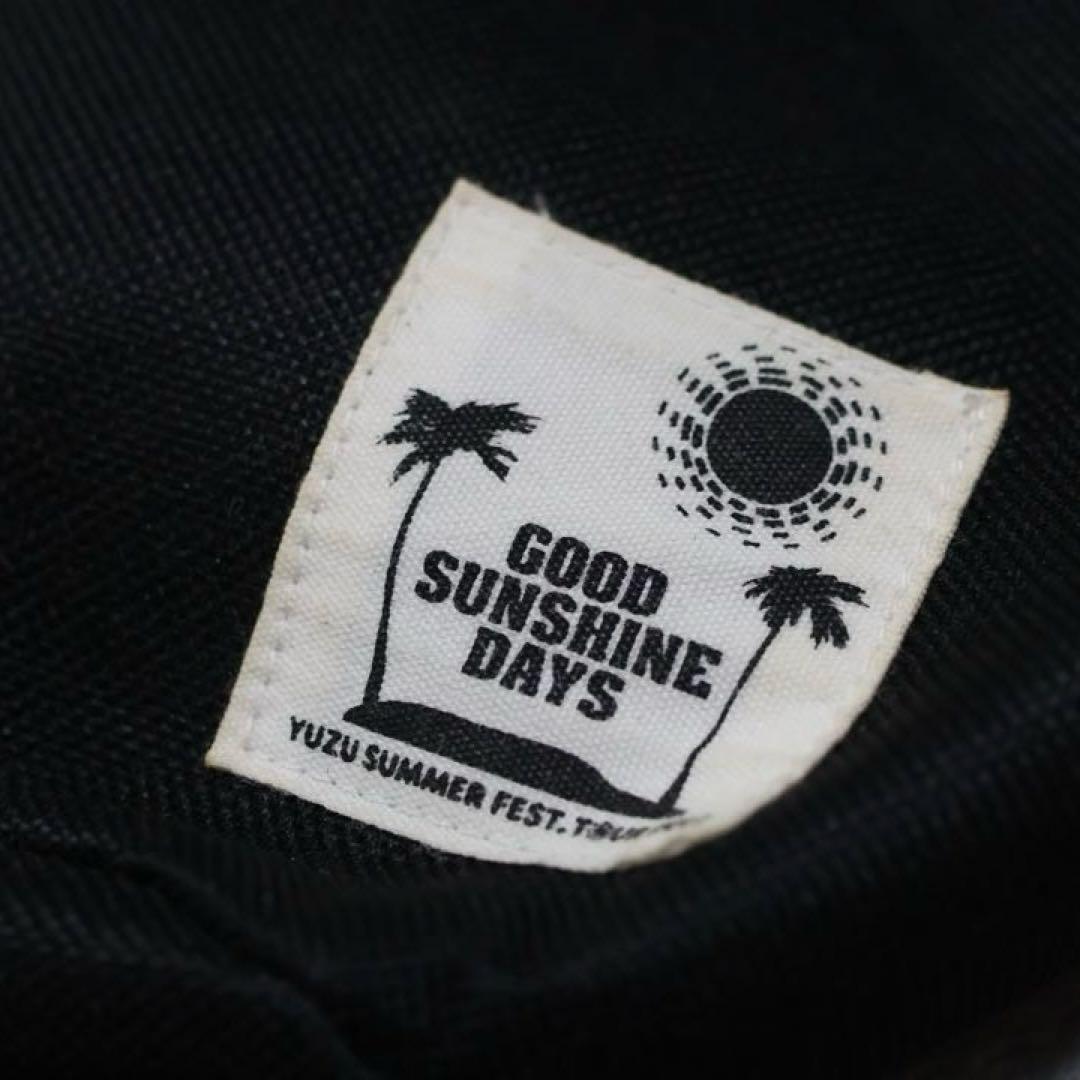 GOOD
SUNSHINE
DAYS
YUZU SUMMER FEST.